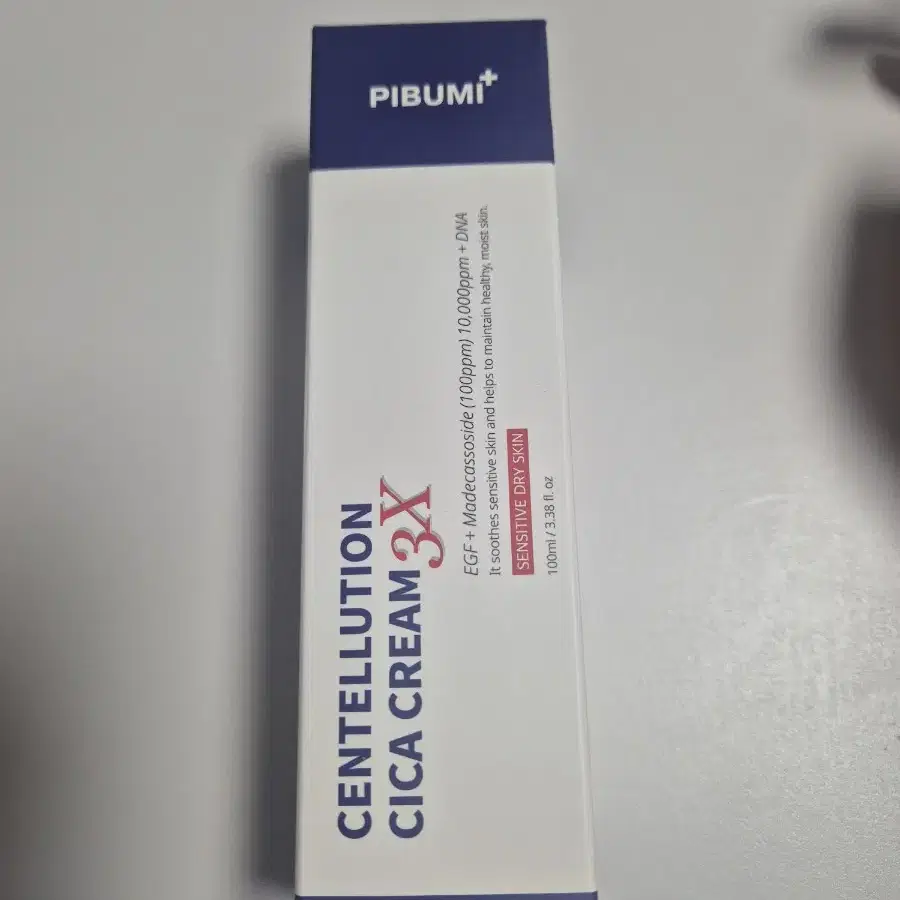 PIBUMI+
CENTELLUTION
CICA CREAM 3X
EGF + Madecassoside (100ppm) 10,000ppm + DNA
It soothes sensitive skin and helps to maintain healthy, moist skin.
SENSITIVE DRY SKIN
100ml / 3.38 fl. oz